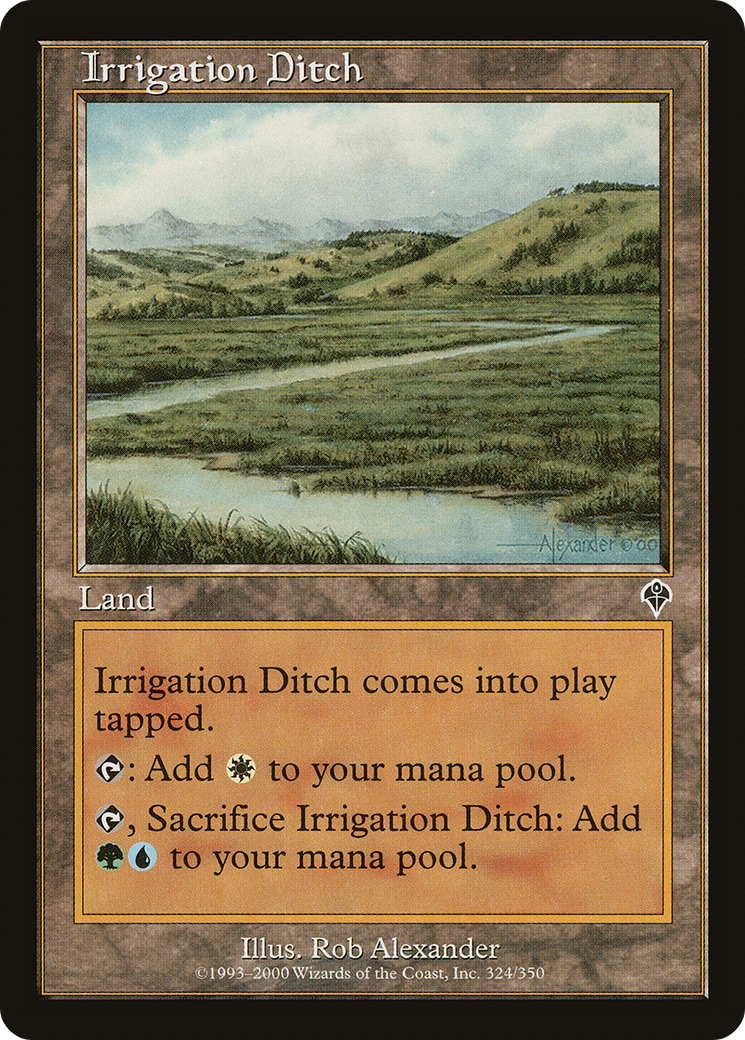 Irrigation Ditch
Alexander ©'00
Land
Irrigation Ditch comes into play
tapped.
: Add to your mana pool.
, Sacrifice Irrigation Ditch: Add
to your mana pool.
Illus. Rob Alexander
©1993–2000 Wizards of the Coast, Inc. 324/350